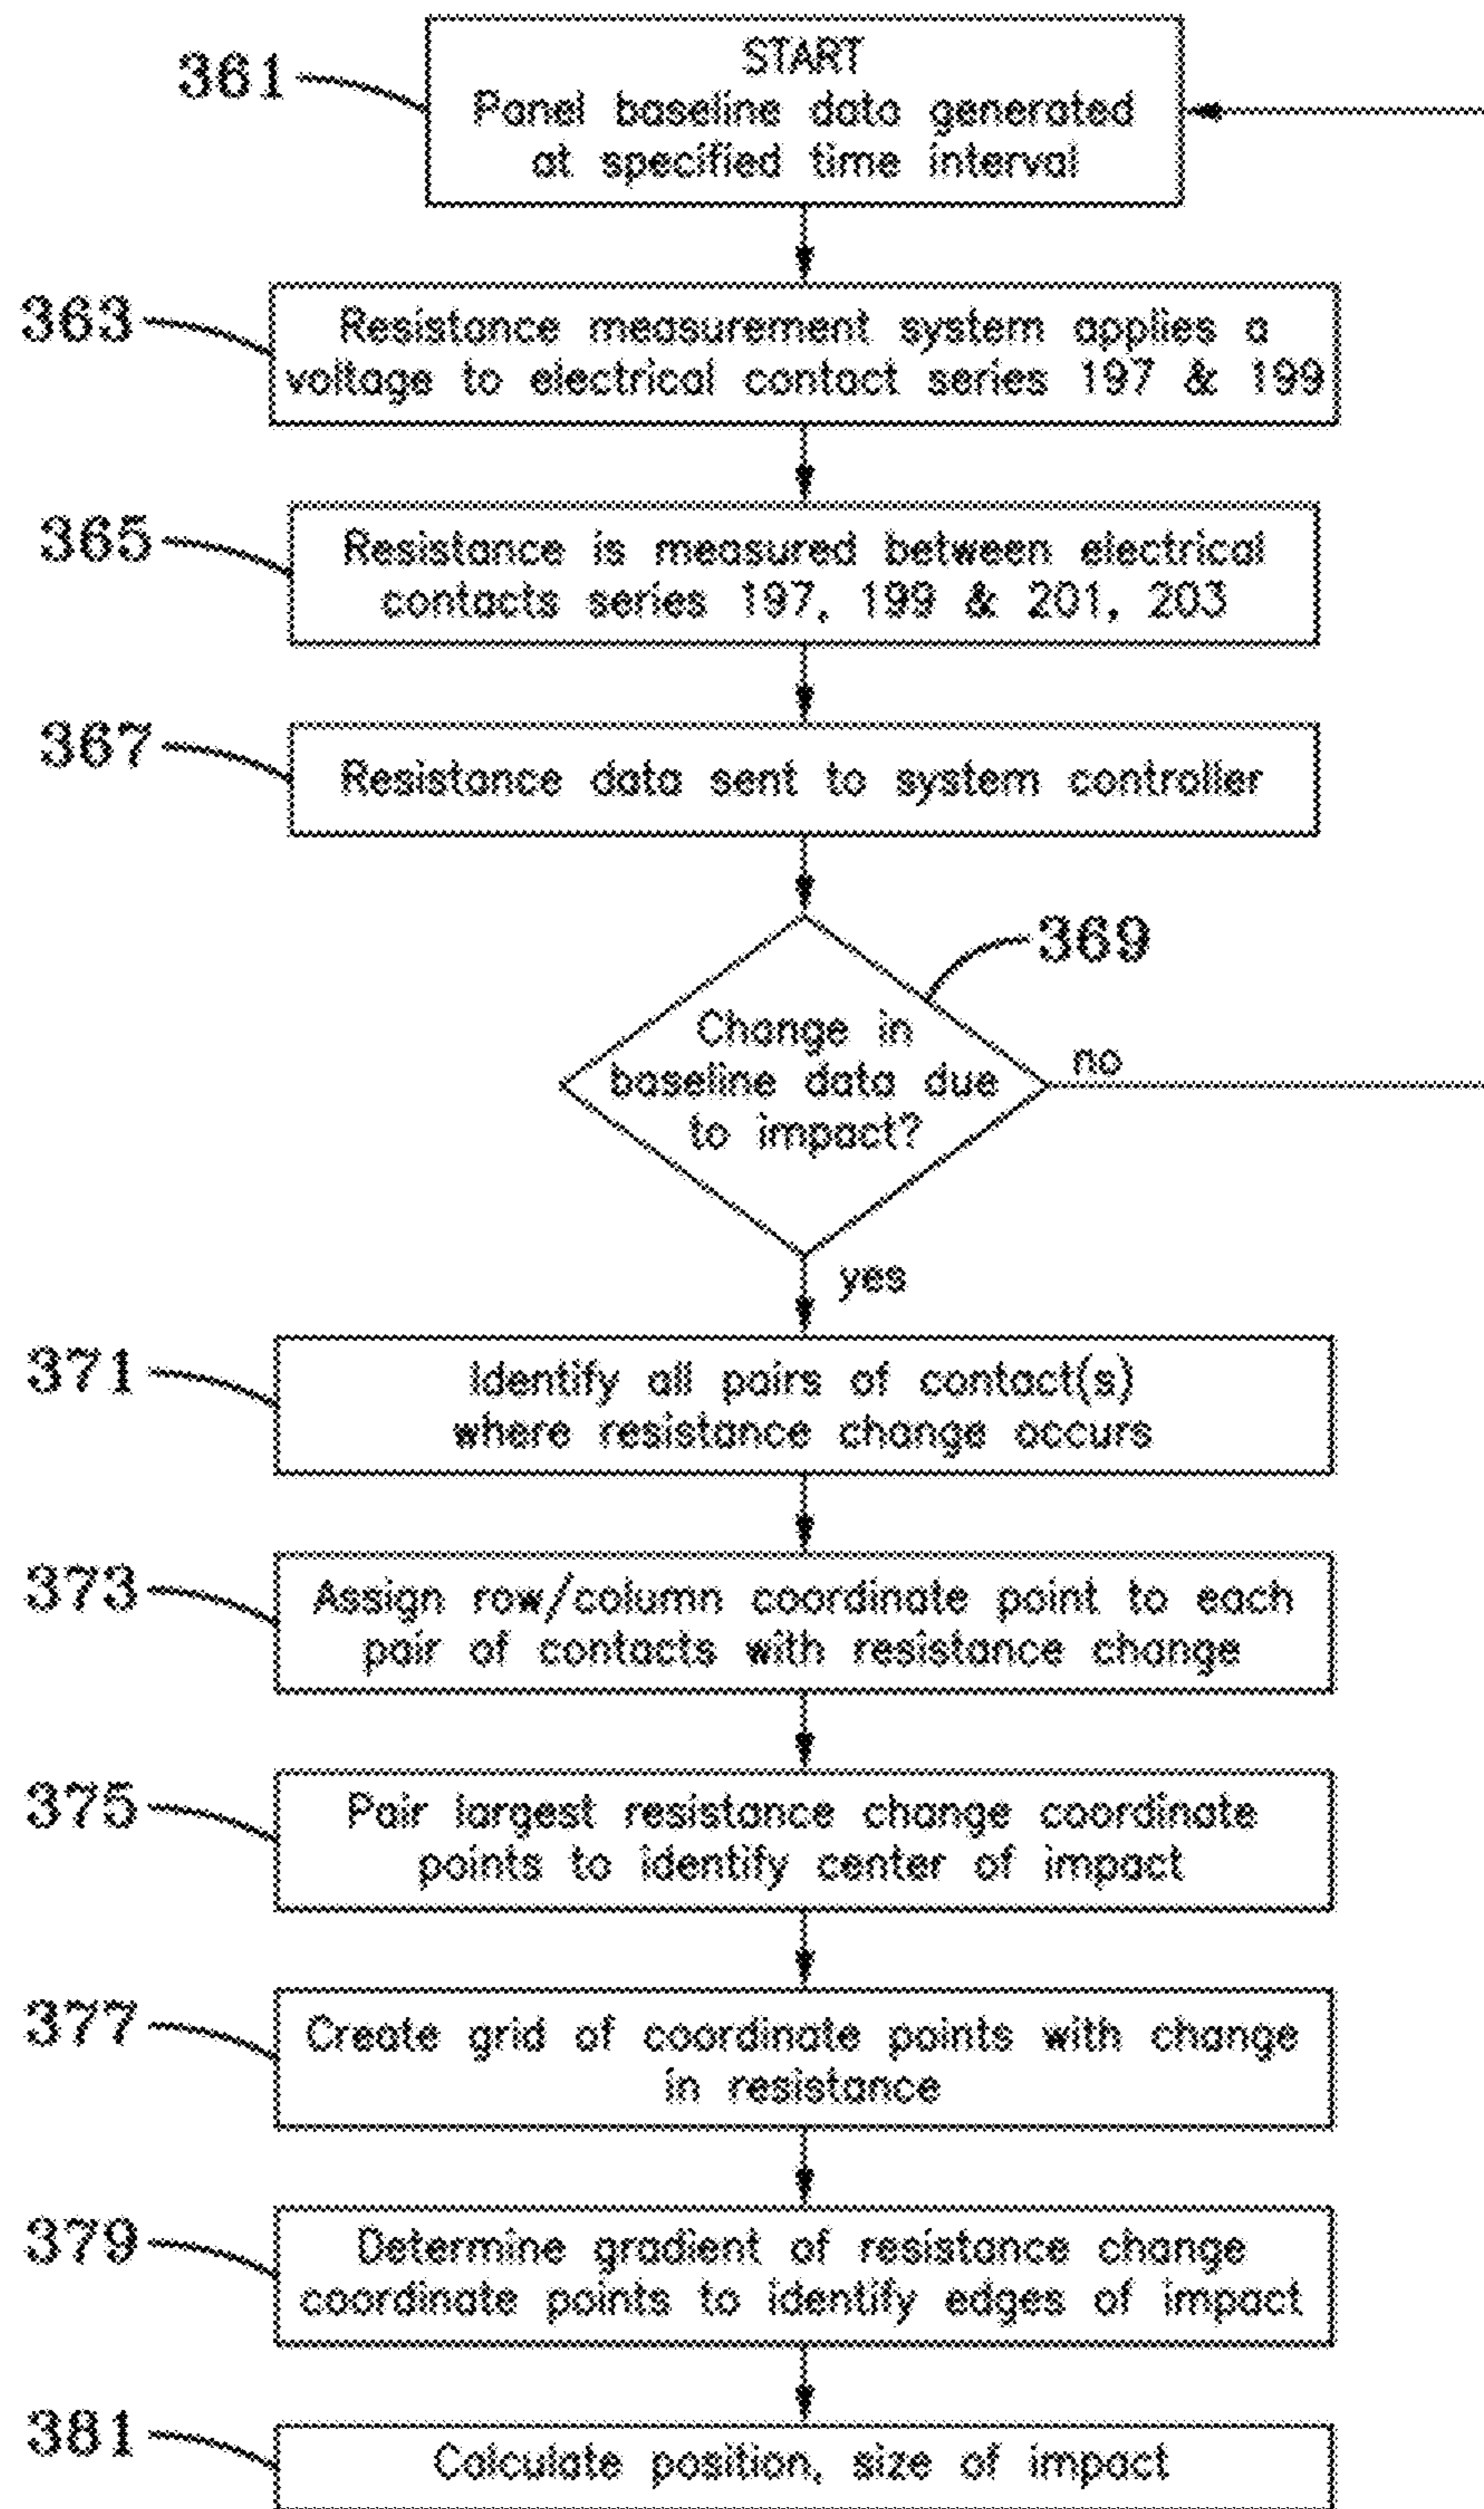 361
START
Panel baseline data generated
at specified time interval
363
Resistance measurement system applies a
voltage to electrical contact series 197 & 199
365
Resistance is measured between electrical
contacts series 197, 199 & 201, 203
367
Resistance data sent to system controller
369
Change in
baseline data due
to impact?
no
yes
371
Identify all pairs of contact(s)
where resistance change occurs
373
Assign row/column coordinate point to each
pair of contacts with resistance change
375
Pair largest resistance change coordinate
points to identify center of impact
377
Create grid of coordinate points with change
in resistance
379
Determine gradient of resistance change
coordinate points to identify edges of impact
381
Calculate position, size of impact